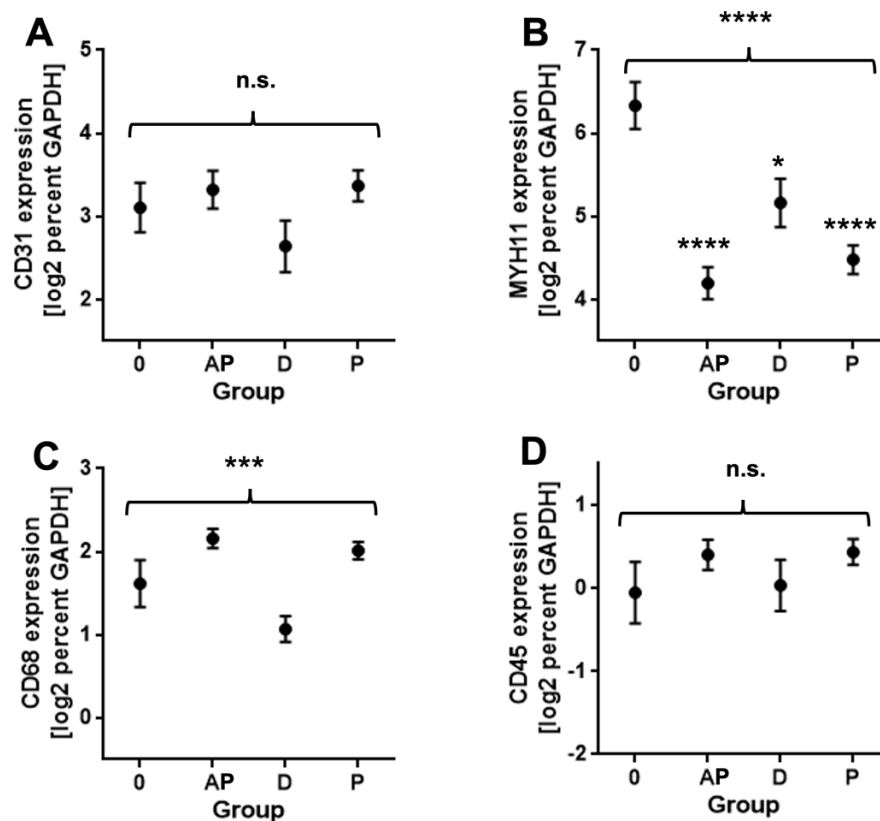 A
CD31 expression
[log2 percent GAPDH]
5
4
3
2
n.s.
0 AP D P
Group
B
MYH11 expression
[log2 percent GAPDH]
7
6
5
4
****
****
*
****
0 AP D P
Group
C
CD68 expression
[log2 percent GAPDH]
3
2
1
0
***
0 AP D P
Group
D
CD45 expression
[log2 percent GAPDH]
1
0
-1
-2
n.s.
0 AP D P
Group